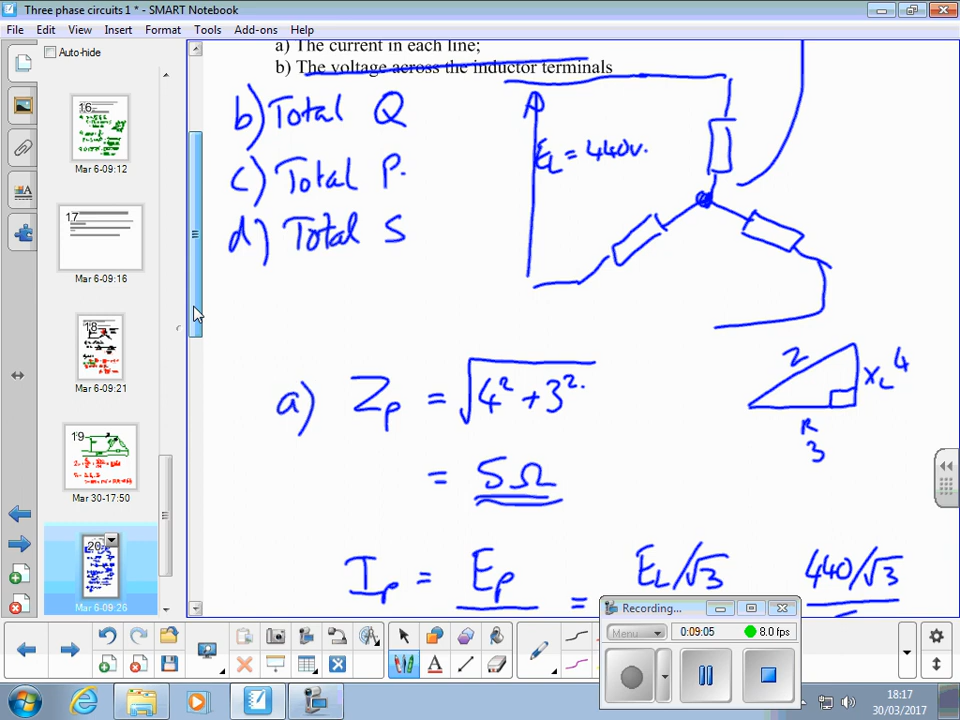 Three phase circuits 1 * - SMART Notebook
File Edit View Insert Format Tools Add-ons Help
Auto-hide
a) The current in each line;
b) The voltage across the inductor terminals
b) Total Q
c) Total P.
d) Total S
EL = 440v.
16
Mar 6-09:12
17
Mar 6-09:16
18
Mar 6-09:21
19
Mar 30-17:50
20
Mar 6-09:26
Z
XL 4
R
3
a) Zp = √4² + 3².
= 5Ω
Ip = Ep = EL/√3 440/√3
Recording...
Menu 0:09:05 8.0 fps
A
18:17
30/03/2017